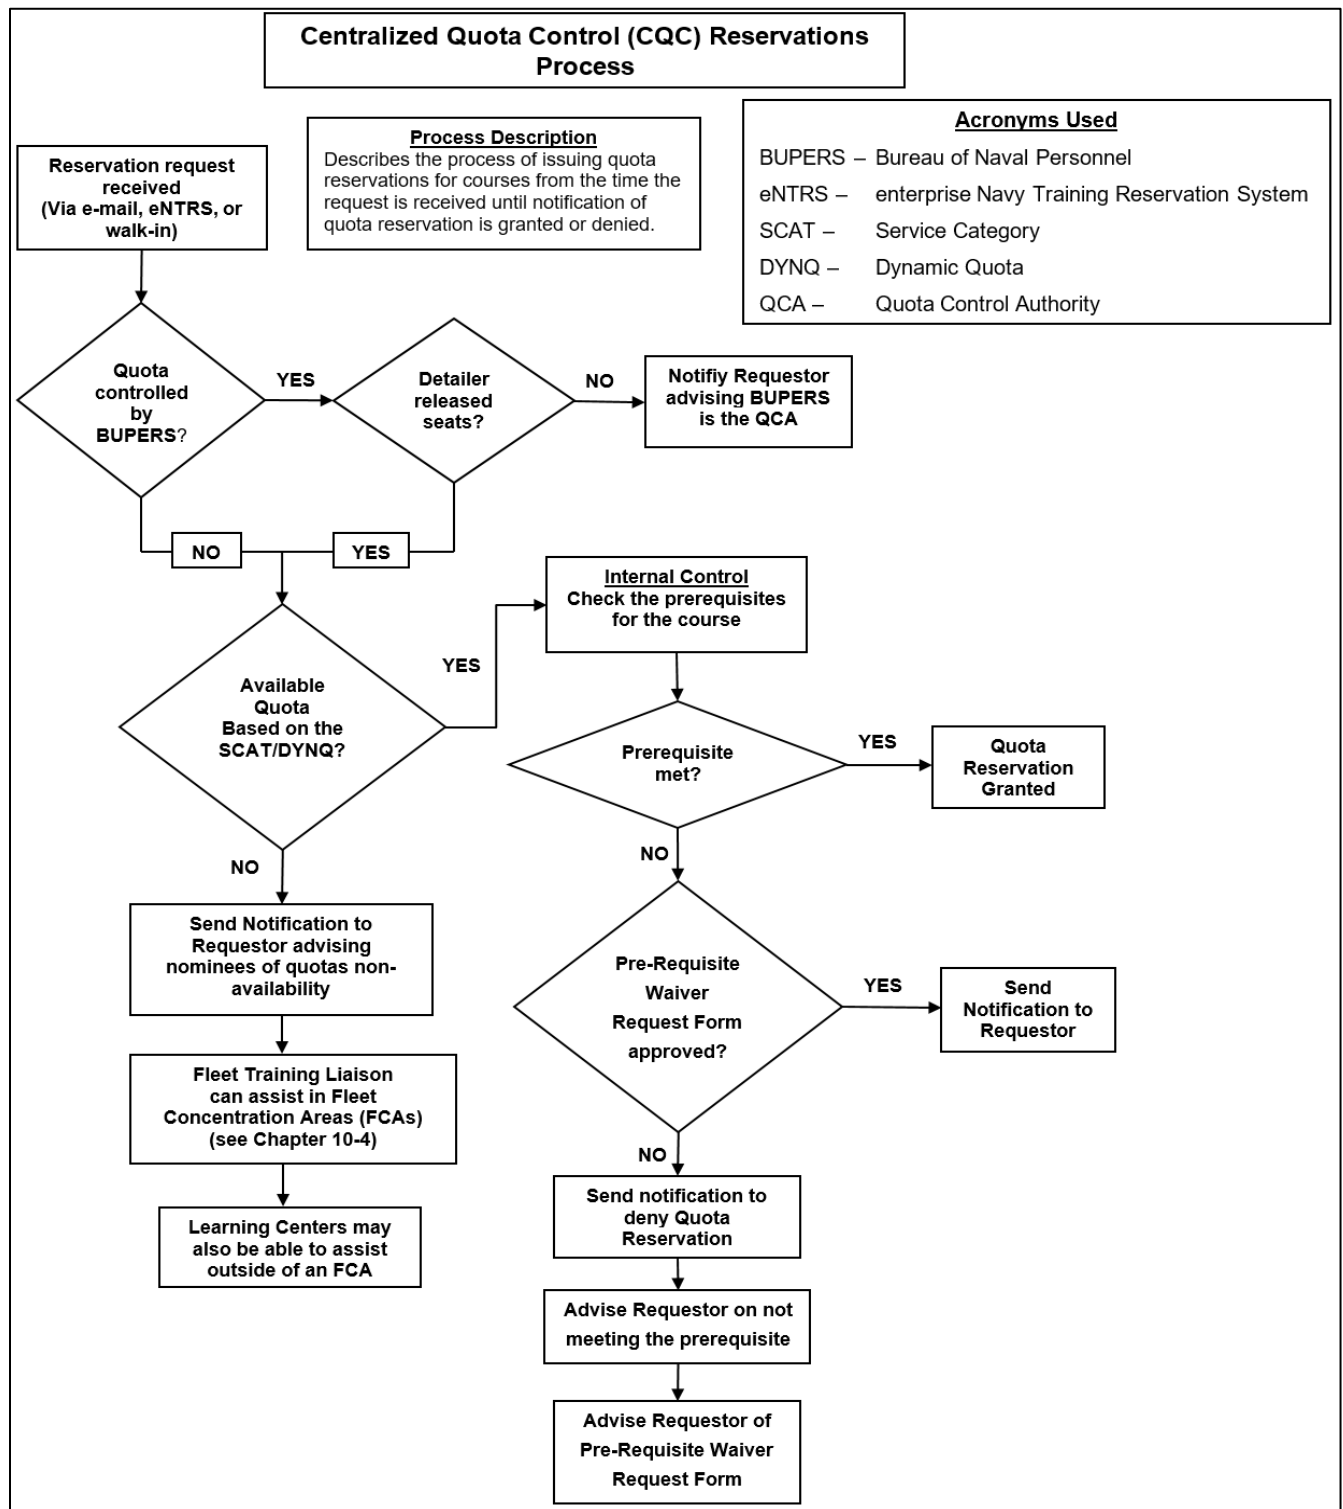 Centralized Quota Control (CQC) Reservations
Process
Process Description
Describes the process of issuing quota
reservations for courses from the time the
request is received until notification of
quota reservation is granted or denied.
Acronyms Used
BUPERS – Bureau of Naval Personnel
eNTRS – enterprise Navy Training Reservation System
SCAT – Service Category
DYNQ – Dynamic Quota
QCA – Quota Control Authority
Reservation request
received
(Via e-mail, eNTRS, or
walk-in)
Quota
controlled
by
BUPERS?
YES
Detailer
released
seats?
NO
Notifiy Requestor
advising BUPERS
is the QCA
NO
YES
Available
Quota
Based on the
SCAT/DYNQ?
YES
Internal Control
Check the prerequisites
for the course
Prerequisite
met?
YES
Quota
Reservation
Granted
NO
NO
Send Notification to
Requestor advising
nominees of quotas non-
availability
Fleet Training Liaison
can assist in Fleet
Concentration Areas (FCAs)
(see Chapter 10-4)
Learning Centers may
also be able to assist
outside of an FCA
Pre-Requisite
Waiver
Request Form
approved?
YES
Send
Notification to
Requestor
NO
Send notification to
deny Quota
Reservation
Advise Requestor on not
meeting the prerequisite
Advise Requestor of
Pre-Requisite Waiver
Request Form